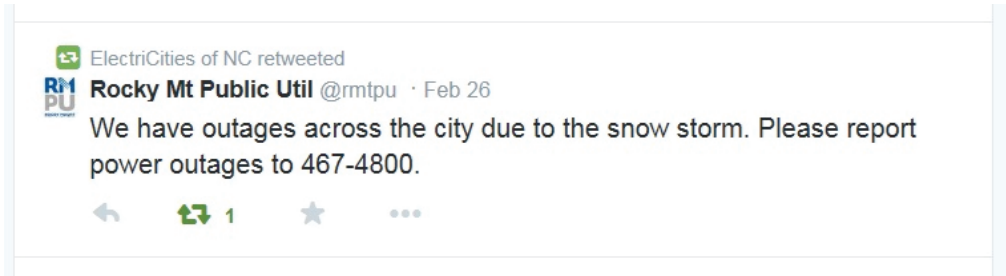 ElectriCities of NC retweeted
RM
PU
Rocky Mt Public Util @rmtpu · Feb 26
We have outages across the city due to the snow storm. Please report
power outages to 467-4800.
1